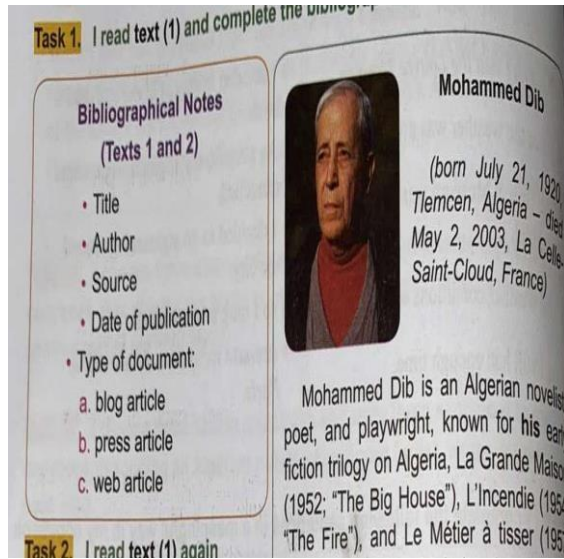 Task 1. I read text (1) and complete the
Bibliographical Notes
(Texts 1 and 2)
• Title
• Author
• Source
• Date of publication
• Type of document:
a. blog article
b. press article
c. web article
Task 2. I read text (1) again
Mohammed Dib
(born July 21, 1920,
Tlemcen, Algeria – died
May 2, 2003, La Celle-
Saint-Cloud, France)
Mohammed Dib is an Algerian novelist
poet, and playwright, known for his
fiction trilogy on Algeria, La Grande
(1952; "The Big House"), L'Incendie
"The Fire"), and Le Métier à tisser